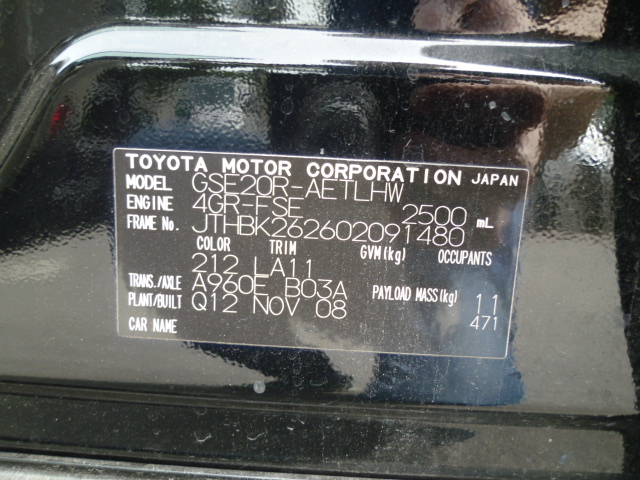 TOYOTA MOTOR CORPORATION JAPAN
MODEL GSE20R-AETLHW
ENGINE 4GR-FSE 2500 mL
FRAME No. JTHBK262602091480
COLOR TRIM GVM(kg) OCCUPANTS
212 LA11
TRANS./AXLE A960E B03A PAYLOAD MASS(kg) 11
PLANT/BUILT Q12 NOV 08
CAR NAME 471